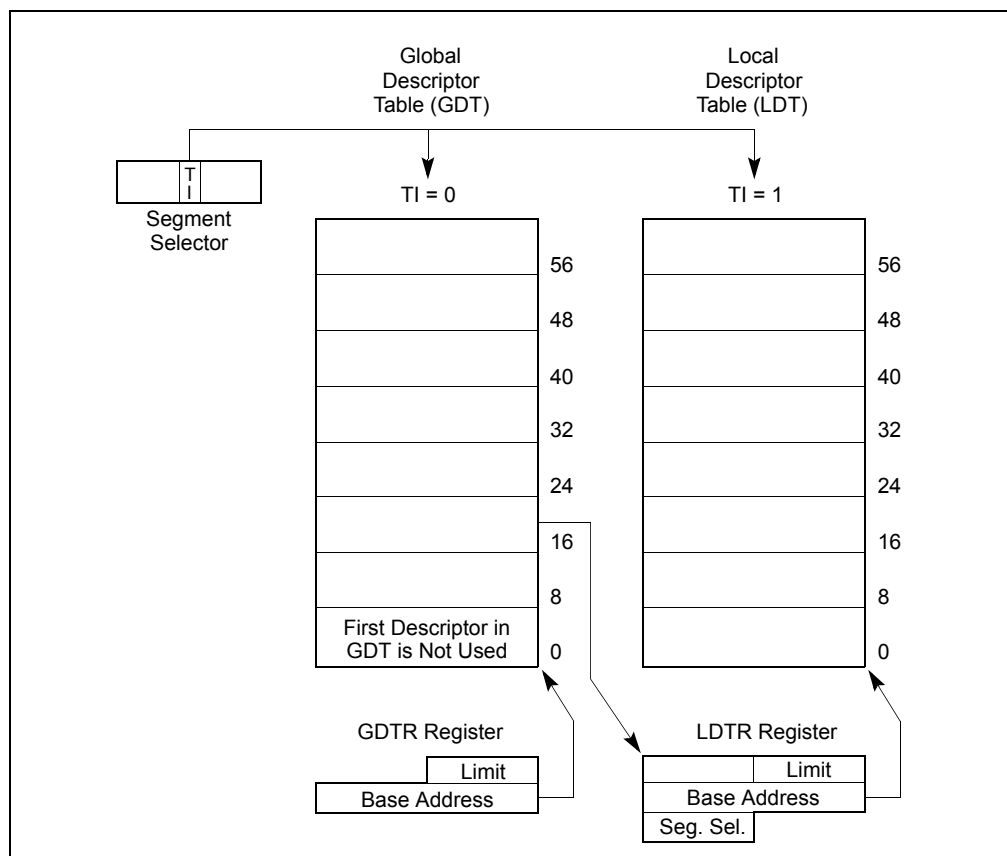 Global
Descriptor
Table (GDT)
Local
Descriptor
Table (LDT)
T
I
Segment
Selector
TI = 0
TI = 1
56
48
40
32
24
16
8
First Descriptor in
GDT is Not Used
0
56
48
40
32
24
16
8
0
GDTR Register
Limit
Base Address
LDTR Register
Limit
Base Address
Seg. Sel.